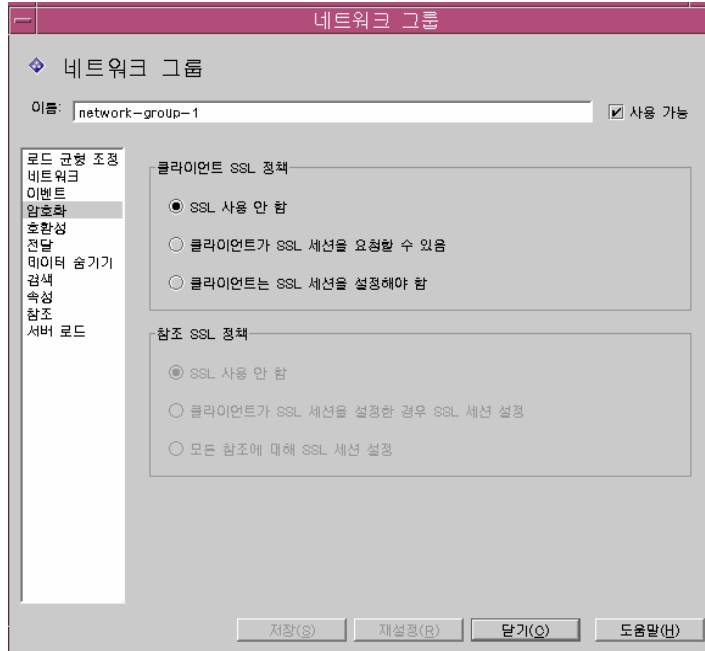 네트워크 그룹
네트워크 그룹
이름: network-group-1 사용 가능
로드 균형 조정
네트워크
이벤트
암호화
호환성
전달
데이터 숨기기
검색
속성
참조
서버 로드
클라이언트 SSL 정책
SSL 사용 안 함
클라이언트가 SSL 세션을 요청할 수 있음
클라이언트는 SSL 세션을 설정해야 함
참조 SSL 정책
SSL 사용 안 함
클라이언트가 SSL 세션을 설정한 경우 SSL 세션 설정
모든 참조에 대해 SSL 세션 설정
저장(S) 재설정(R) 닫기(O) 도움말(H)